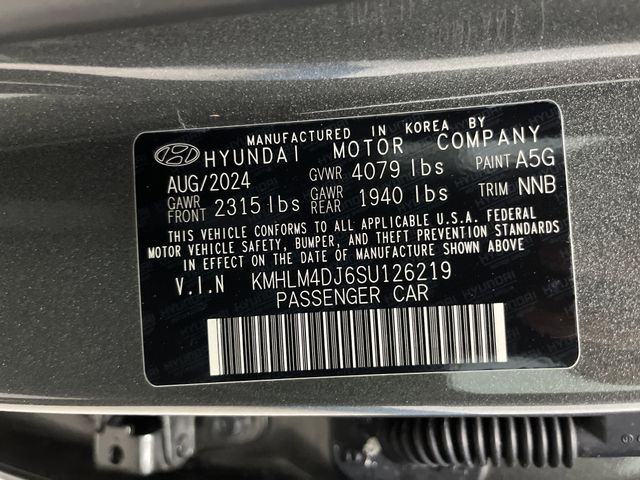 MANUFACTURED IN KOREA BY
HYUNDAI MOTOR COMPANY
AUG/2024 GVWR 4079 lbs PAINT A5G
GAWR FRONT 2315 lbs GAWR REAR 1940 lbs TRIM NNB
THIS VEHICLE CONFORMS TO ALL APPLICABLE U.S.A. FEDERAL
MOTOR VEHICLE SAFETY, BUMPER, AND THEFT PREVENTION STANDARDS
IN EFFECT ON THE DATE OF MANUFACTURE SHOWN ABOVE
V.I.N KMHLM4DJ6SU126219
PASSENGER CAR